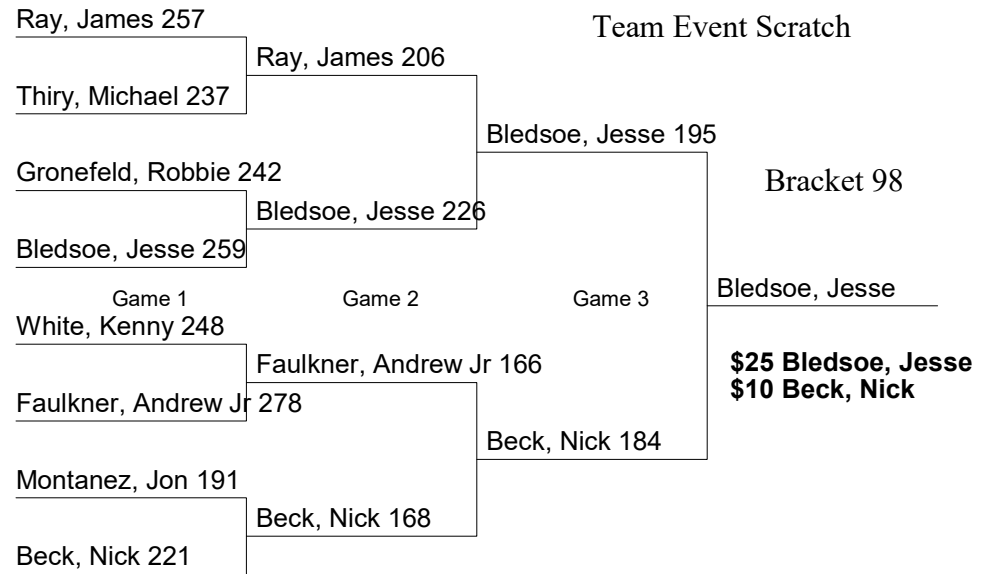 Ray, James 257
Team Event Scratch
Ray, James 206
Thiry, Michael 237
Bledsoe, Jesse 195
Gronefeld, Robbie 242
Bracket 98
Bledsoe, Jesse 226
Bledsoe, Jesse 259
Game 1
Game 2
Game 3
Bledsoe, Jesse
White, Kenny 248
Faulkner, Andrew Jr 166
$25 Bledsoe, Jesse
$10 Beck, Nick
Faulkner, Andrew Jr 278
Beck, Nick 184
Montanez, Jon 191
Beck, Nick 168
Beck, Nick 221